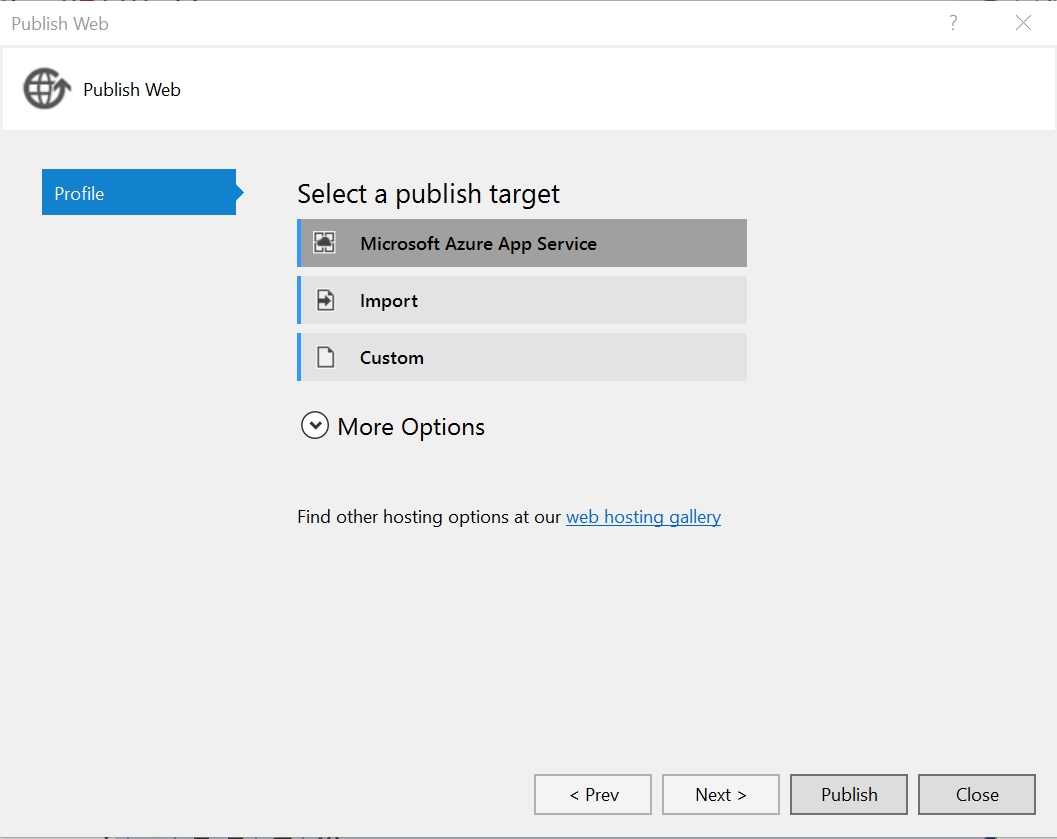 Publish Web
?
Publish Web
Profile
Select a publish target
Microsoft Azure App Service
Import
Custom
More Options
Find other hosting options at our web hosting gallery
< Prev
Next >
Publish
Close